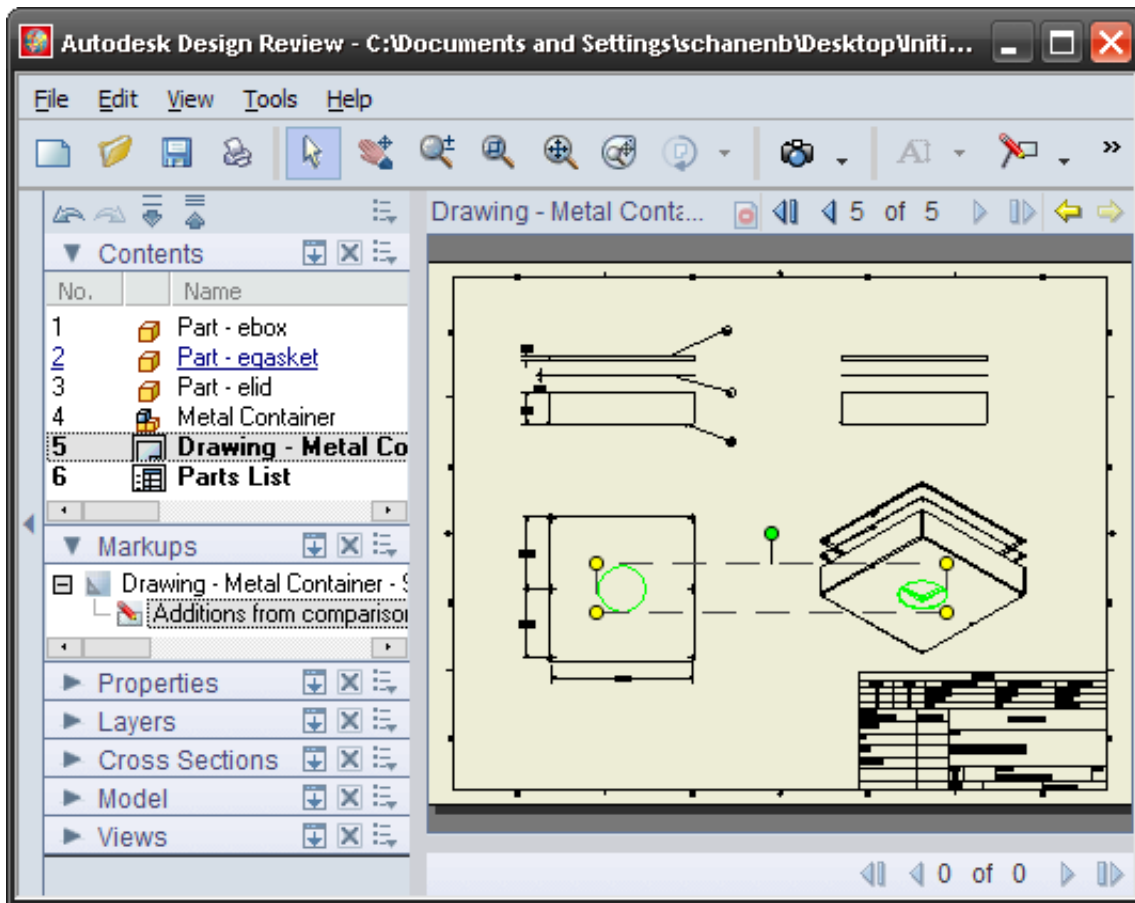 Autodesk Design Review - C:\Documents and Settings\schanenb\Desktop\Initi...
File Edit View Tools Help
Drawing - Metal Conta... 5 of 5
Contents
No. Name
1 Part - ebox
2 Part - egasket
3 Part - elid
4 Metal Container
5 Drawing - Metal Co
6 Parts List
Markups
Drawing - Metal Container - S
Additions from comparison
Properties
Layers
Cross Sections
Model
Views
0 of 0